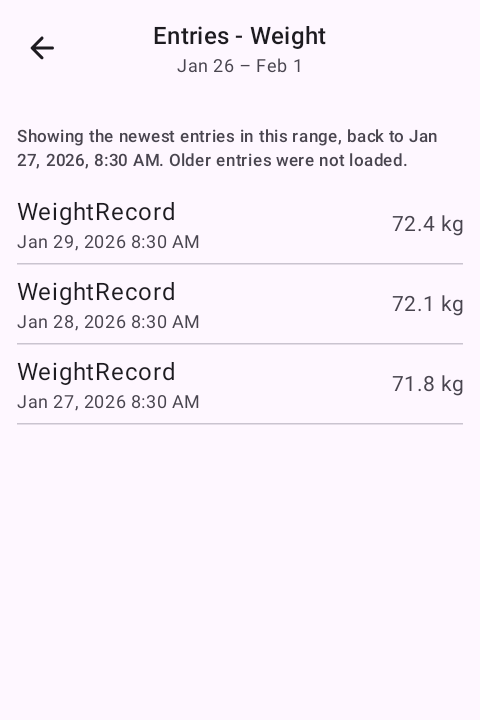 Entries - Weight
Jan 26 – Feb 1
Showing the newest entries in this range, back to Jan
27, 2026, 8:30 AM. Older entries were not loaded.
WeightRecord
72.4 kg
Jan 29, 2026 8:30 AM
WeightRecord
72.1 kg
Jan 28, 2026 8:30 AM
WeightRecord
71.8 kg
Jan 27, 2026 8:30 AM